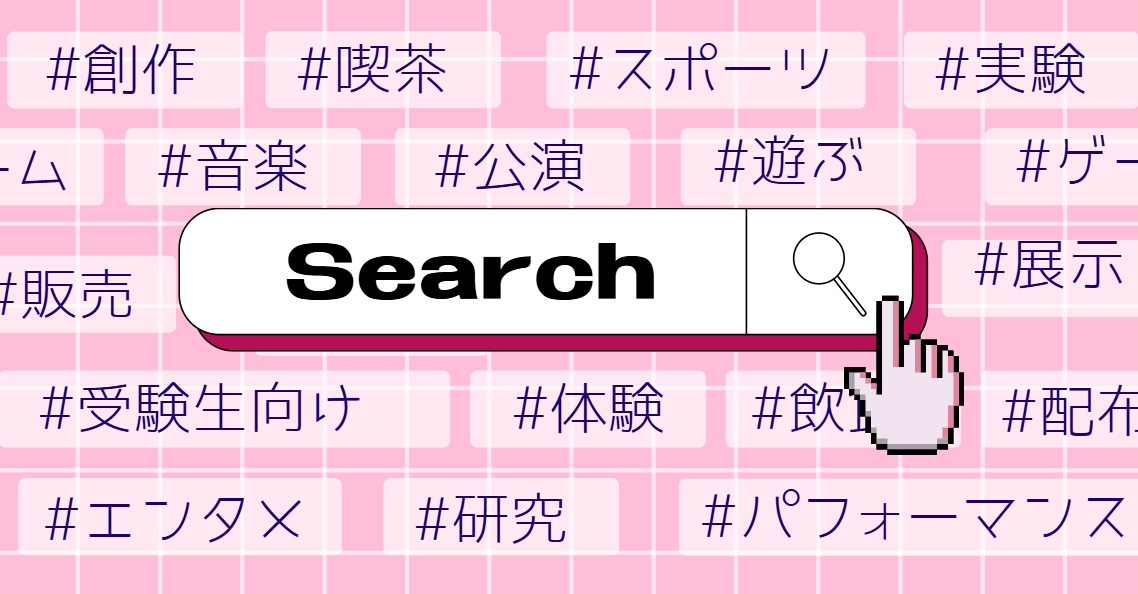 #創作 #喫茶 #スポーツ #実験
ーム #音楽 #公演 #遊ぶ #ゲー
Search
#販売 #展示
#受験生向け #体験 #飲 #配布
#エンタメ #研究 #パフォーマンス